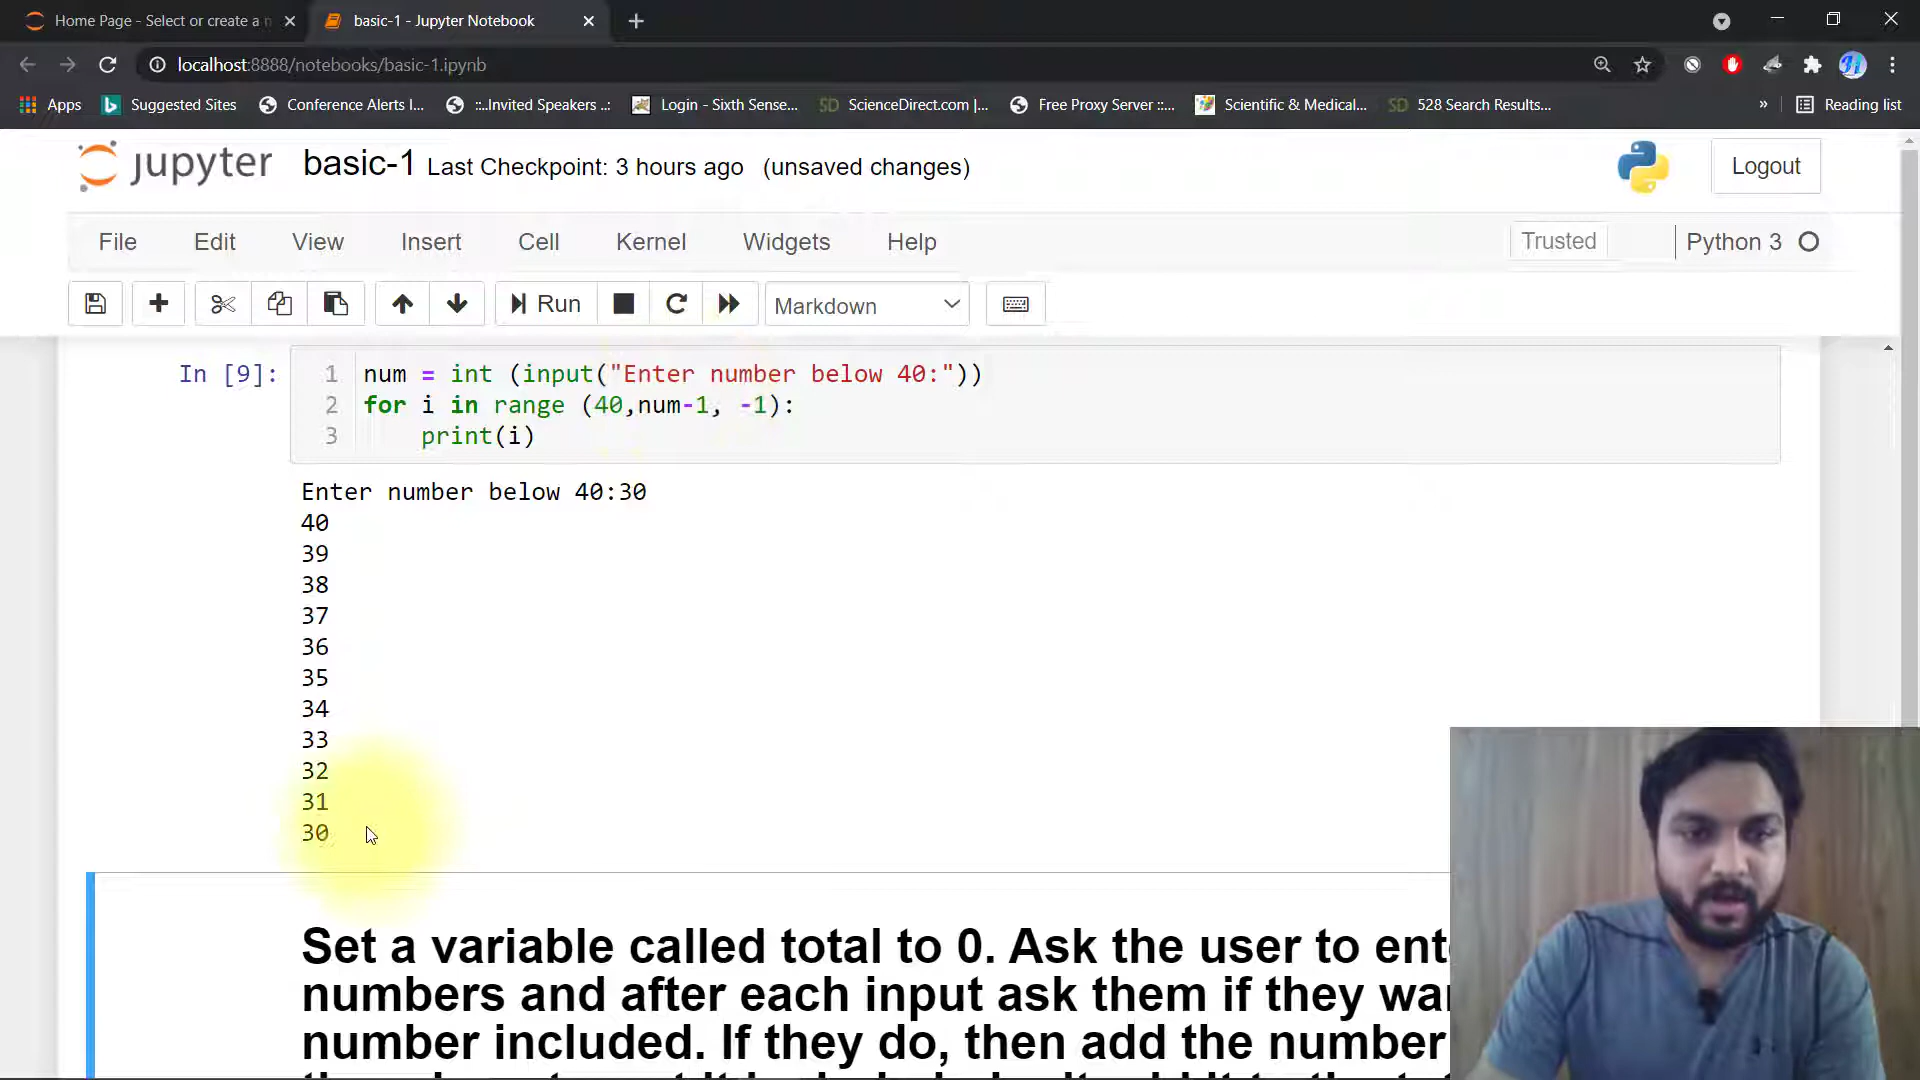 Home Page - Select or create a n
basic-1 - Jupyter Notebook
localhost:8888/notebooks/basic-1.ipynb
Apps
Suggested Sites
Conference Alerts I...
::..Invited Speakers ..:
Login - Sixth Sense...
SD ScienceDirect.com |...
Free Proxy Server ::...
Scientific & Medical...
SD 528 Search Results...
»
Reading list
jupyter basic-1 Last Checkpoint: 3 hours ago (unsaved changes)
Logout
File Edit View Insert Cell Kernel Widgets Help
Trusted
Python 3
Run
Markdown
In [9]:
1 num = int (input("Enter number below 40:"))
2 for i in range (40,num-1, -1):
3 print(i)
Enter number below 40:30
40
39
38
37
36
35
34
33
32
31
30
Set a variable called total to 0. Ask the user to
numbers and after each input ask them if they
number included. If they do, then add the number